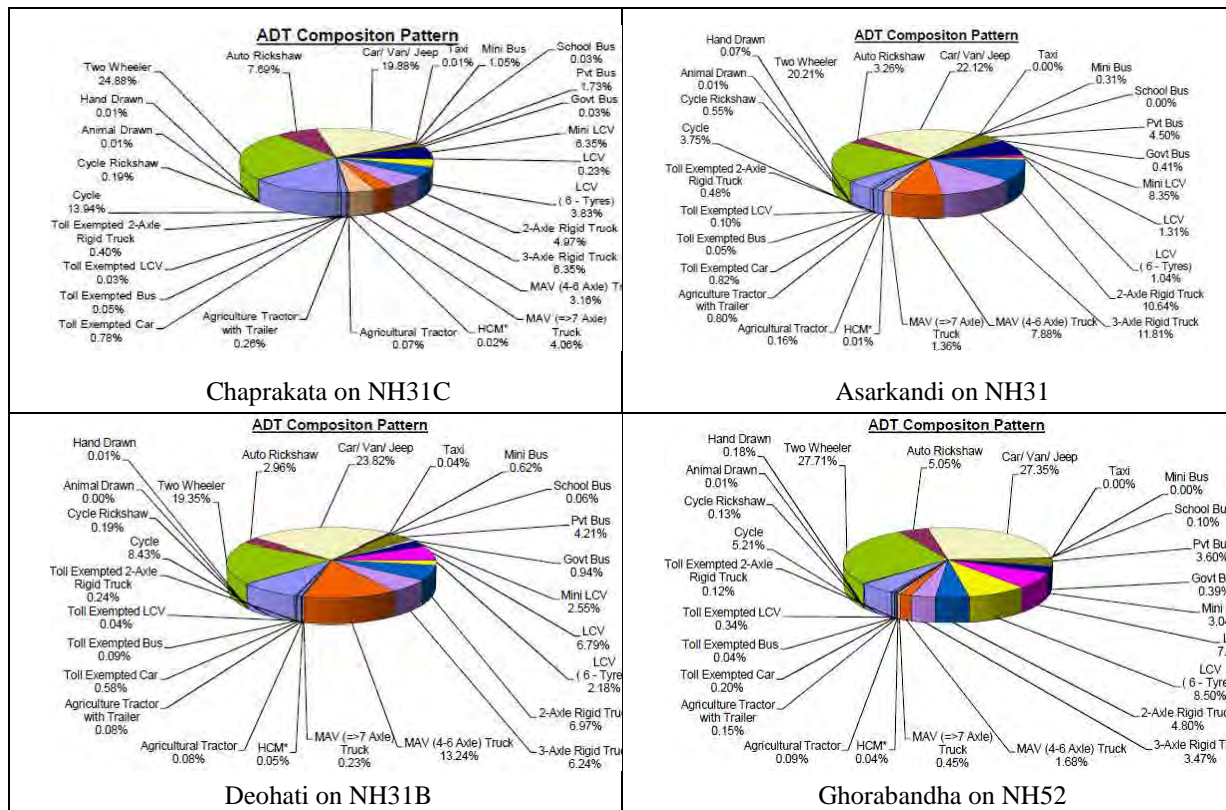 ADT Compositon Pattern
Two Wheeler
24.88%
Auto Rickshaw
7.69%
Car/ Van/ Jeep
19.88%
Taxi
0.01%
Mini Bus
1.05%
School Bus
0.03%
Pvt Bus
1.73%
Govt Bus
0.03%
Mini LCV
6.35%
LCV
0.23%
LCV
( 6 - Tyres)
3.83%
2-Axle Rigid Truck
4.97%
3-Axle Rigid Truck
6.35%
MAV (4-6 Axle)
3.16%
MAV (=>7 Axle)
Truck
4.06%
HCM*
0.02%
Agricultural Tractor
0.07%
Agriculture Tractor
with Trailer
0.26%
Toll Exempted Car
0.78%
Toll Exempted Bus
0.05%
Toll Exempted LCV
0.03%
Toll Exempted 2-Axle
Rigid Truck
0.40%
Cycle
13.94%
Cycle Rickshaw
0.19%
Animal Drawn
0.01%
Hand Drawn
0.01%
Chaprakata on NH31C
ADT Compositon Pattern
Hand Drawn
0.07%
Two Wheeler
20.21%
Auto Rickshaw
3.26%
Car/ Van/ Jeep
22.12%
Taxi
0.00%
Mini Bus
0.31%
School Bus
0.00%
Pvt Bus
4.50%
Govt Bus
0.41%
Mini LCV
8.35%
LCV
1.31%
LCV
( 6 - Tyres)
1.04%
2-Axle Rigid Truck
10.64%
3-Axle Rigid Truck
11.81%
MAV (4-6 Axle) Truck
7.88%
MAV (=>7 Axle) Truck
1.36%
HCM*
0.01%
Agricultural Tractor
0.16%
Agriculture Tractor
with Trailer
0.80%
Toll Exempted Car
0.82%
Toll Exempted Bus
0.05%
Toll Exempted LCV
0.10%
Toll Exempted 2-Axle
Rigid Truck
0.48%
Cycle
3.75%
Cycle Rickshaw
0.55%
Animal Drawn
0.01%
Asarkandi on NH31
ADT Compositon Pattern
Hand Drawn
0.01%
Two Wheeler
19.35%
Auto Rickshaw
2.96%
Car/ Van/ Jeep
23.82%
Taxi
0.04%
Mini Bus
0.62%
School Bus
0.06%
Pvt Bus
4.21%
Govt Bus
0.94%
Mini LCV
2.55%
LCV
6.79%
LCV
( 6 - Tyres
2.18%
2-Axle Rigid
6.97%
3-Axle Rigid
6.24%
MAV (4-6 Axle) Truck
13.24%
MAV (=>7 Axle)
Truck
0.23%
HCM*
0.05%
Agricultural Tractor
0.08%
Agriculture Tractor
with Trailer
0.08%
Toll Exempted Car
0.58%
Toll Exempted Bus
0.09%
Toll Exempted LCV
0.04%
Toll Exempted 2-Axle
Rigid Truck
0.24%
Cycle
8.43%
Cycle Rickshaw
0.19%
Animal Drawn
0.00%
Deohati on NH31B
ADT Compositon Pattern
Hand Drawn
0.18%
Two Wheeler
27.71%
Auto Rickshaw
5.05%
Car/ Van/ Jeep
27.35%
Taxi
0.00%
Mini Bus
0.00%
School
0.10%
Pvt Bus
3.60%
Govt
0.39%
Mini
LCV
( 6 - Tyres
8.50%
2-Axle Rigid
4.80%
3-Axle Rigid
3.47%
MAV (4-6 Axle) Truck
1.68%
MAV (=>7 Axle)
Truck
0.45%
HCM*
0.04%
Agricultural Tractor
0.09%
Agriculture Tractor
with Trailer
0.15%
Toll Exempted Car
0.20%
Toll Exempted Bus
0.04%
Toll Exempted LCV
0.34%
Toll Exempted 2-Axle
Rigid Truck
0.12%
Cycle
5.21%
Cycle Rickshaw
0.13%
Animal Drawn
0.01%
Ghorabandha on NH52